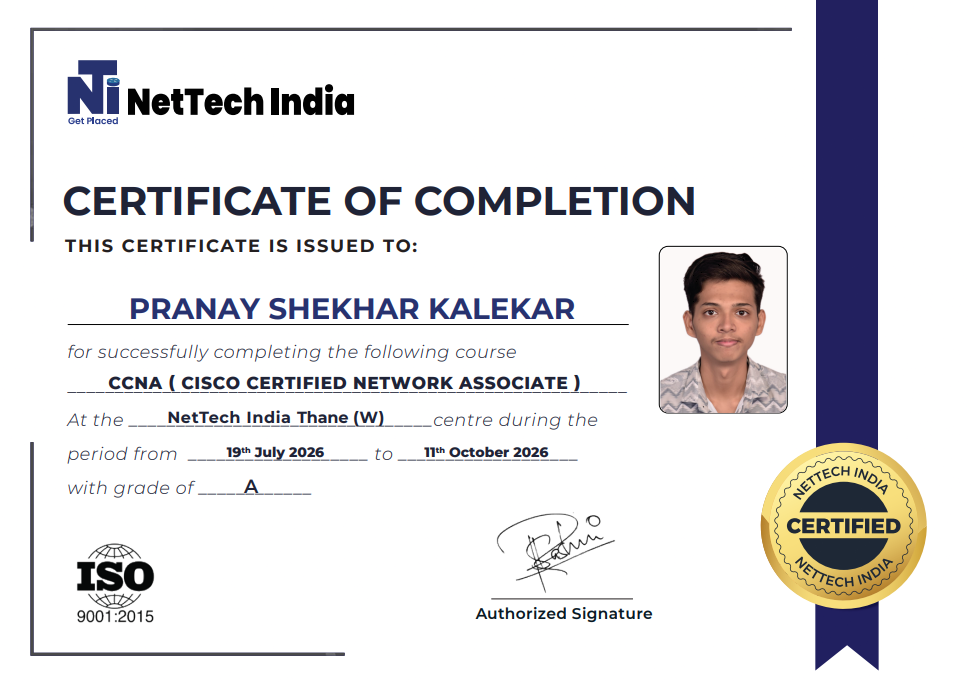 NTi
Get Placed
NetTech India
CERTIFICATE OF COMPLETION
THIS CERTIFICATE IS ISSUED TO:
PRANAY SHEKHAR KALEKAR
for successfully completing the following course
CCNA ( CISCO CERTIFIED NETWORK ASSOCIATE )
At the NetTech India Thane (W) centre during the
period from 19th July 2026 to 11th October 2026
with grade of A
ISO
9001:2015
Authorized Signature
NETTECH INDIA
CERTIFIED
NETTECH INDIA